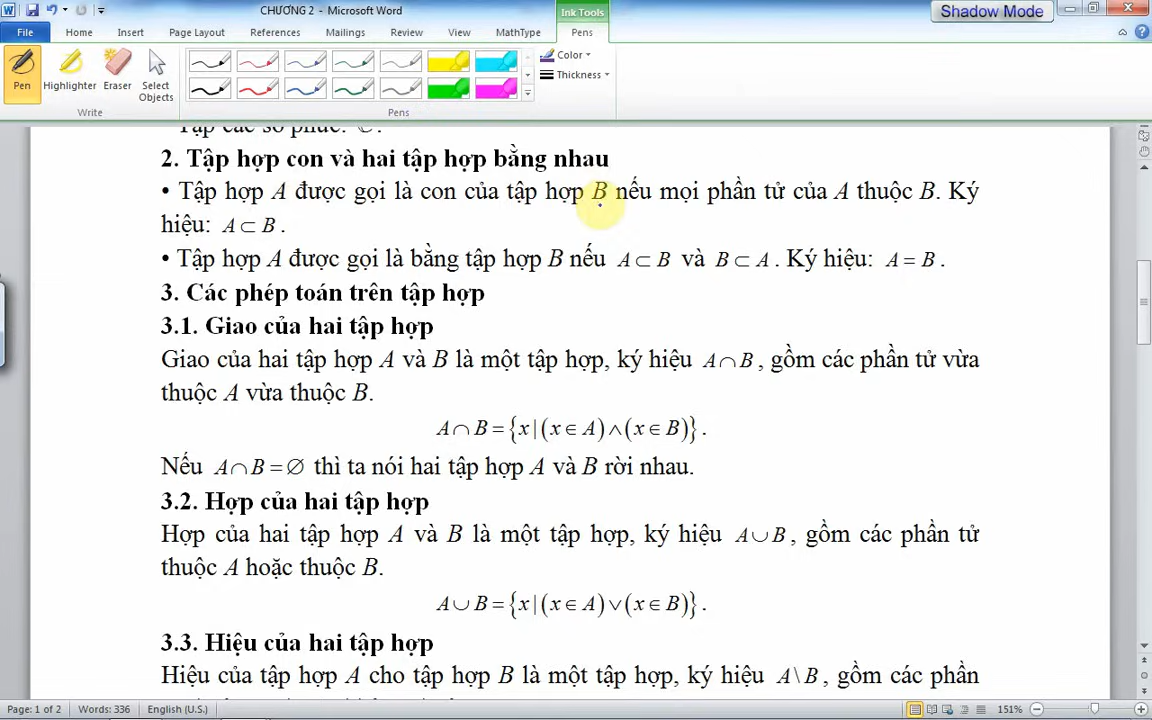 CHƯƠNG 2 - Microsoft Word
Ink Tools
Shadow Mode
File Home Insert Page Layout References Mailings Review View MathType Pens
Pen Highlighter Eraser Select Objects
Color
Thickness
Write
Pens
Tập các số phức: ℂ.
2. Tập hợp con và hai tập hợp bằng nhau
• Tập hợp A được gọi là con của tập hợp B nếu mọi phần tử của A thuộc B. Ký
hiệu: A ⊂ B .
• Tập hợp A được gọi là bằng tập hợp B nếu A ⊂ B và B ⊂ A . Ký hiệu: A = B .
3. Các phép toán trên tập hợp
3.1. Giao của hai tập hợp
Giao của hai tập hợp A và B là một tập hợp, ký hiệu A ∩ B , gồm các phần tử vừa
thuộc A vừa thuộc B.
A ∩ B = {x | (x ∈ A) ∧ (x ∈ B)} .
Nếu A ∩ B = ∅ thì ta nói hai tập hợp A và B rời nhau.
3.2. Hợp của hai tập hợp
Hợp của hai tập hợp A và B là một tập hợp, ký hiệu A ∪ B , gồm các phần tử
thuộc A hoặc thuộc B.
A ∪ B = {x | (x ∈ A) ∨ (x ∈ B)} .
3.3. Hiệu của hai tập hợp
Hiệu của tập hợp A cho tập hợp B là một tập hợp, ký hiệu A \ B , gồm các phần
Page: 1 of 2 Words: 336 English (U.S.) 151%